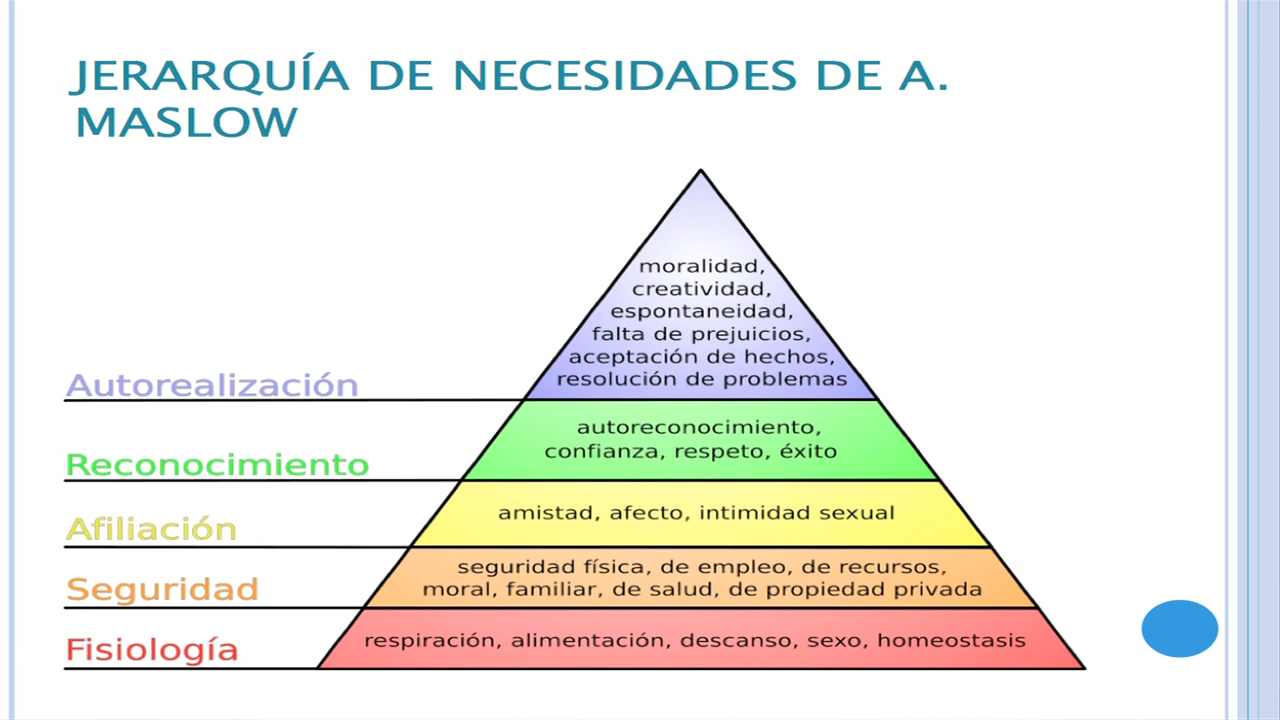 JERARQUÍA DE NECESIDADES DE A.
MASLOW
moralidad,
creatividad,
espontaneidad,
falta de prejuicios,
aceptación de hechos,
resolución de problemas
Autorealización
autoreconocimiento,
confianza, respeto, éxito
Reconocimiento
amistad, afecto, intimidad sexual
Afiliación
seguridad física, de empleo, de recursos,
moral, familiar, de salud, de propiedad privada
Seguridad
respiración, alimentación, descanso, sexo, homeostasis
Fisiología